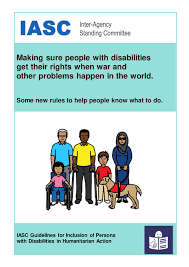 IASC
Inter-Agency
Standing Committee
Making sure people with disabilities
get their rights when war and
other problems happen in the world.
Some new rules to help people know what to do.
IASC Guidelines for Inclusion of Persons
with Disabilities in Humanitarian Action